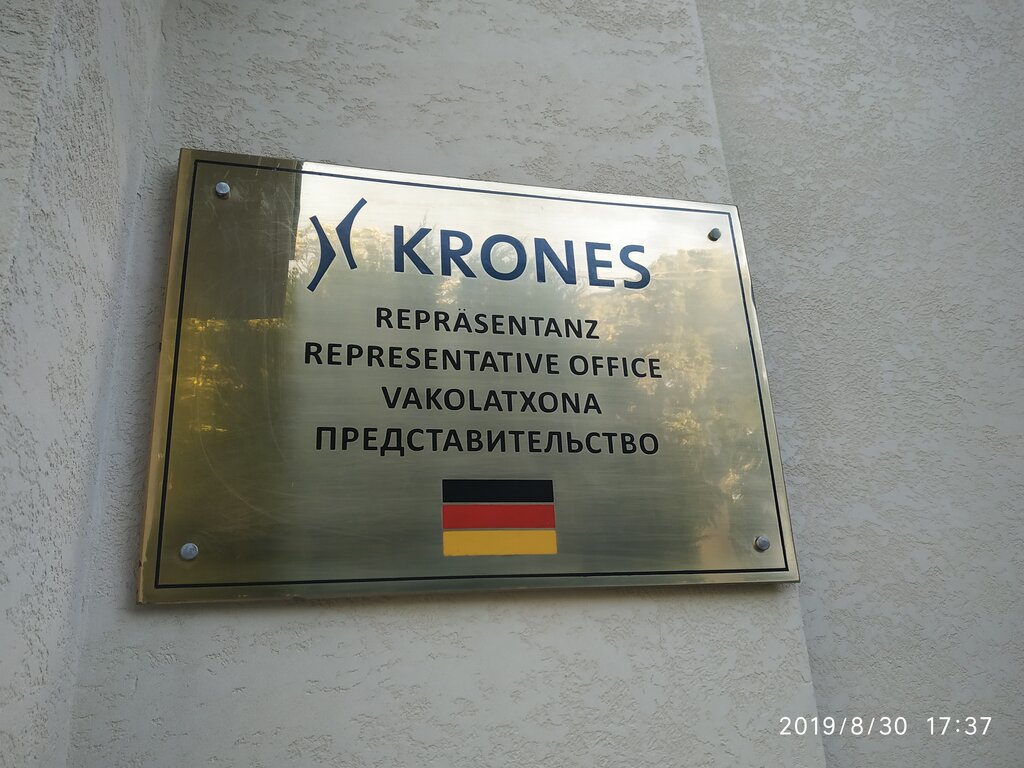 KRONES
REPRÄSENTANZ
REPRESENTATIVE OFFICE
VAKOLATXONA
ПРЕДСТАВИТЕЛЬСТВО
2019/8/30 17:37